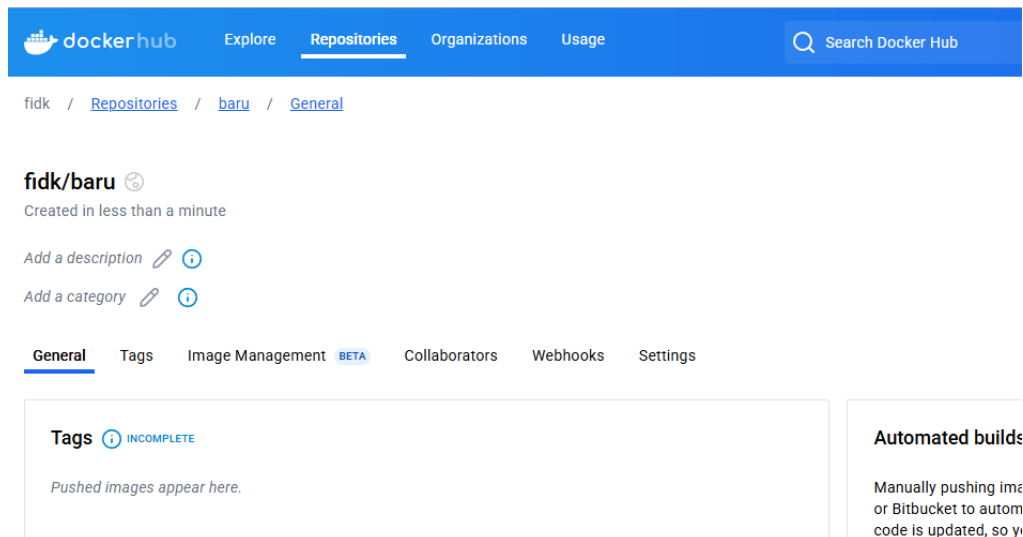 dockerhub Explore Repositories Organizations Usage Search Docker Hub
fidk / Repositories / baru / General
fidk/baru
Created in less than a minute
Add a description
Add a category
General Tags Image Management BETA Collaborators Webhooks Settings
Tags INCOMPLETE
Pushed images appear here.
Automated builds
Manually pushing
or Bitbucket to
code is updated, so